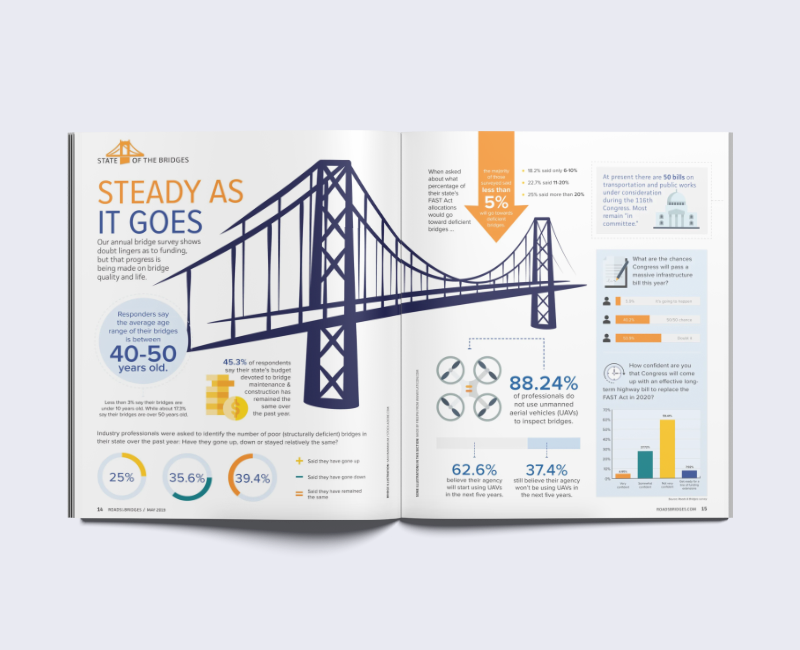 STATE OF THE BRIDGES
STEADY AS
IT GOES
Our annual bridge survey shows
doubt lingers as to funding,
but that progress is
being made on bridge
quality and life.
Responders say
the average age
range of their bridges
is between
40-50
years old.
Less than 3% say their bridges are
under 10 years old. While about 17.3%
say their bridges are over 50 years old.
45.3% of respondents
say their state's budget
devoted to bridge
maintenance &
construction has
remained the
same over
the past year.
Industry professionals were asked to identify the number of poor (structurally deficient) bridges in
their state over the past year: Have they gone up, down or stayed relatively the same?
25%
35.6%
39.4%
Said they have gone up
Said they have gone down
Said they have remained
the same
14 ROADS&BRIDGES / MAY
When asked
about what
percentage of
their state's
FAST Act
allocations
would go
toward deficient
bridges ...
the majority
of those
surveyed said
less than
5%
will go towards
deficient
bridges.
18.2% said only 6-10%
22.7% said 11-20%
25% said more than 20%
88.24%
of professionals do
not use unmanned
aerial vehicles (UAVs)
to inspect bridges.
62.6%
believe their agency
will start using UAVs
in the next five years.
37.4%
still believe their agency
won't be using UAVs in
the next five years.
At present there are 50 bills on
transportation and public works
under consideration
during the 116th
Congress. Most
remain "in
committee."
What are the chances
Congress will pass a
massive infrastructure
bill this year?
How confident are you
that Congress will come
up with an effective long-
term highway bill to replace the
FAST Act in 2020?
70%
60%
50%
40%
30%
20%
10%
0%
ROADSBRIDGES.COM 15